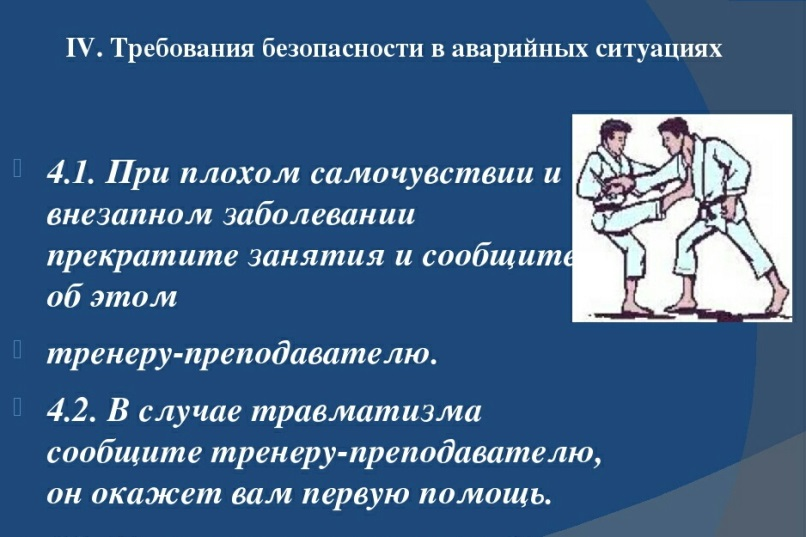 IV. Требования безопасности в аварийных ситуациях
4.1. При плохом самочувствии и
внезапном заболевании
прекратите занятия и сообщите
об этом
тренеру-преподавателю.
4.2. В случае травматизма
сообщите тренеру-преподавателю,
он окажет вам первую помощь.